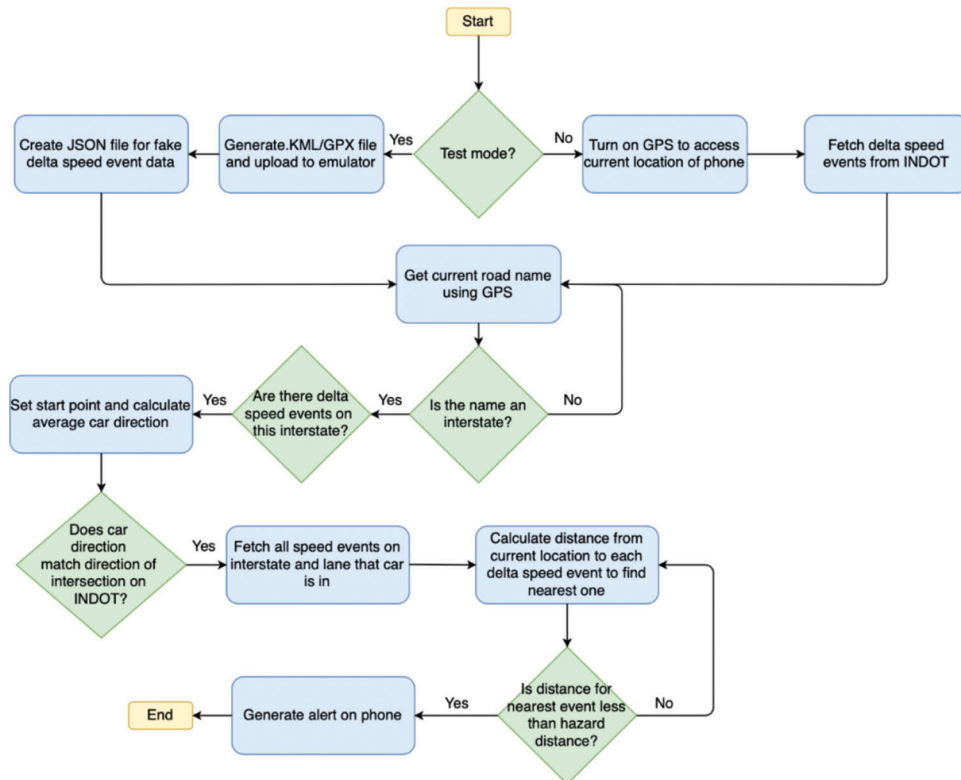 Start
Create JSON file for fake
delta speed event data
Generate.KML/GPX file
and upload to emulator
Yes
Test mode?
No
Turn on GPS to access
current location of phone
Fetch delta speed
events from INDOT
Get current road name
using GPS
Set start point and calculate
average car direction
Yes
Are there delta
speed events on
this interstate?
Yes
Is the name an
interstate?
No
Does car
direction
match direction of
intersection on
INDOT?
Yes
Fetch all speed events on
interstate and lane that car
is in
Calculate distance from
current location to each
delta speed event to find
nearest one
End
Generate alert on phone
Yes
Is distance for
nearest event less
than hazard
distance?
No